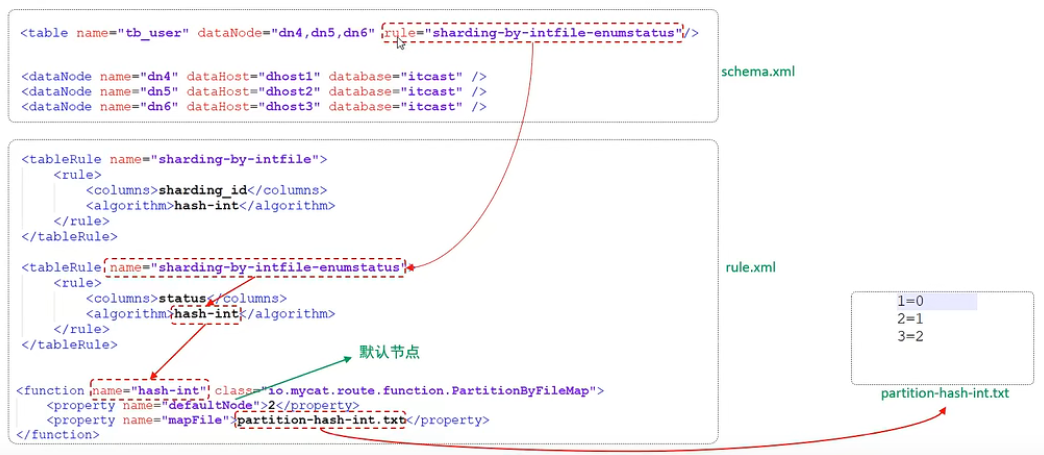 <table name="tb_user" dataNode="dn4,dn5,dn6" rule="sharding-by-intfile-enumstatus"/>
<dataNode name="dn4" dataHost="dhost1" database="itcast" />
<dataNode name="dn5" dataHost="dhost2" database="itcast" />
<dataNode name="dn6" dataHost="dhost3" database="itcast" />
schema.xml
<tableRule name="sharding-by-intfile">
<rule>
<columns>sharding_id</columns>
<algorithm>hash-int</algorithm>
</rule>
</tableRule>
<tableRule name="sharding-by-intfile-enumstatus">
<rule>
<columns>status</columns>
<algorithm>hash-int</algorithm>
</rule>
</tableRule>
默认节点
<function name="hash-int" class="io.mycat.route.function.PartitionByFileMap">
<property name="defaultNode">2</property>
<property name="mapFile">partition-hash-int.txt</property>
</function>
rule.xml
1=0
2=1
3=2
partition-hash-int.txt